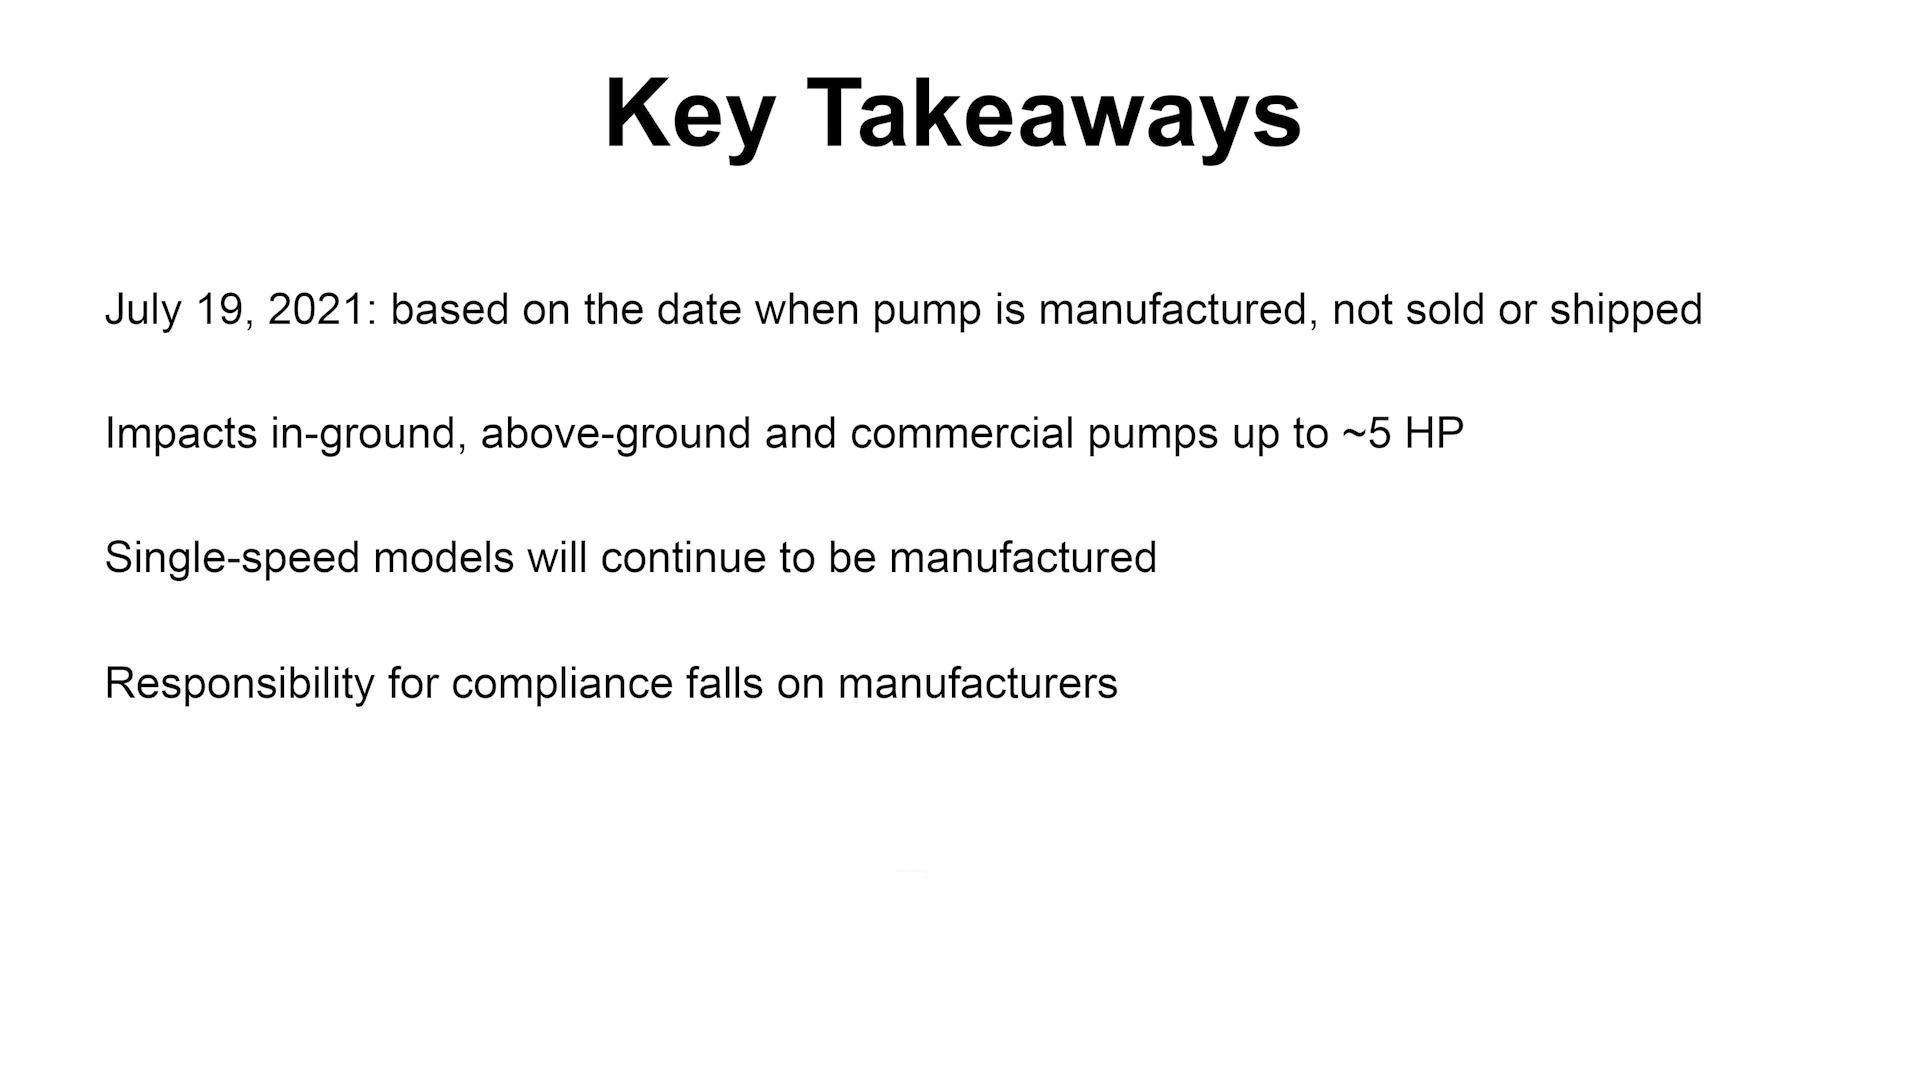 Key Takeaways
July 19, 2021: based on the date when pump is manufactured, not sold or shipped
Impacts in-ground, above-ground and commercial pumps up to ~5 HP
Single-speed models will continue to be manufactured
Responsibility for compliance falls on manufacturers